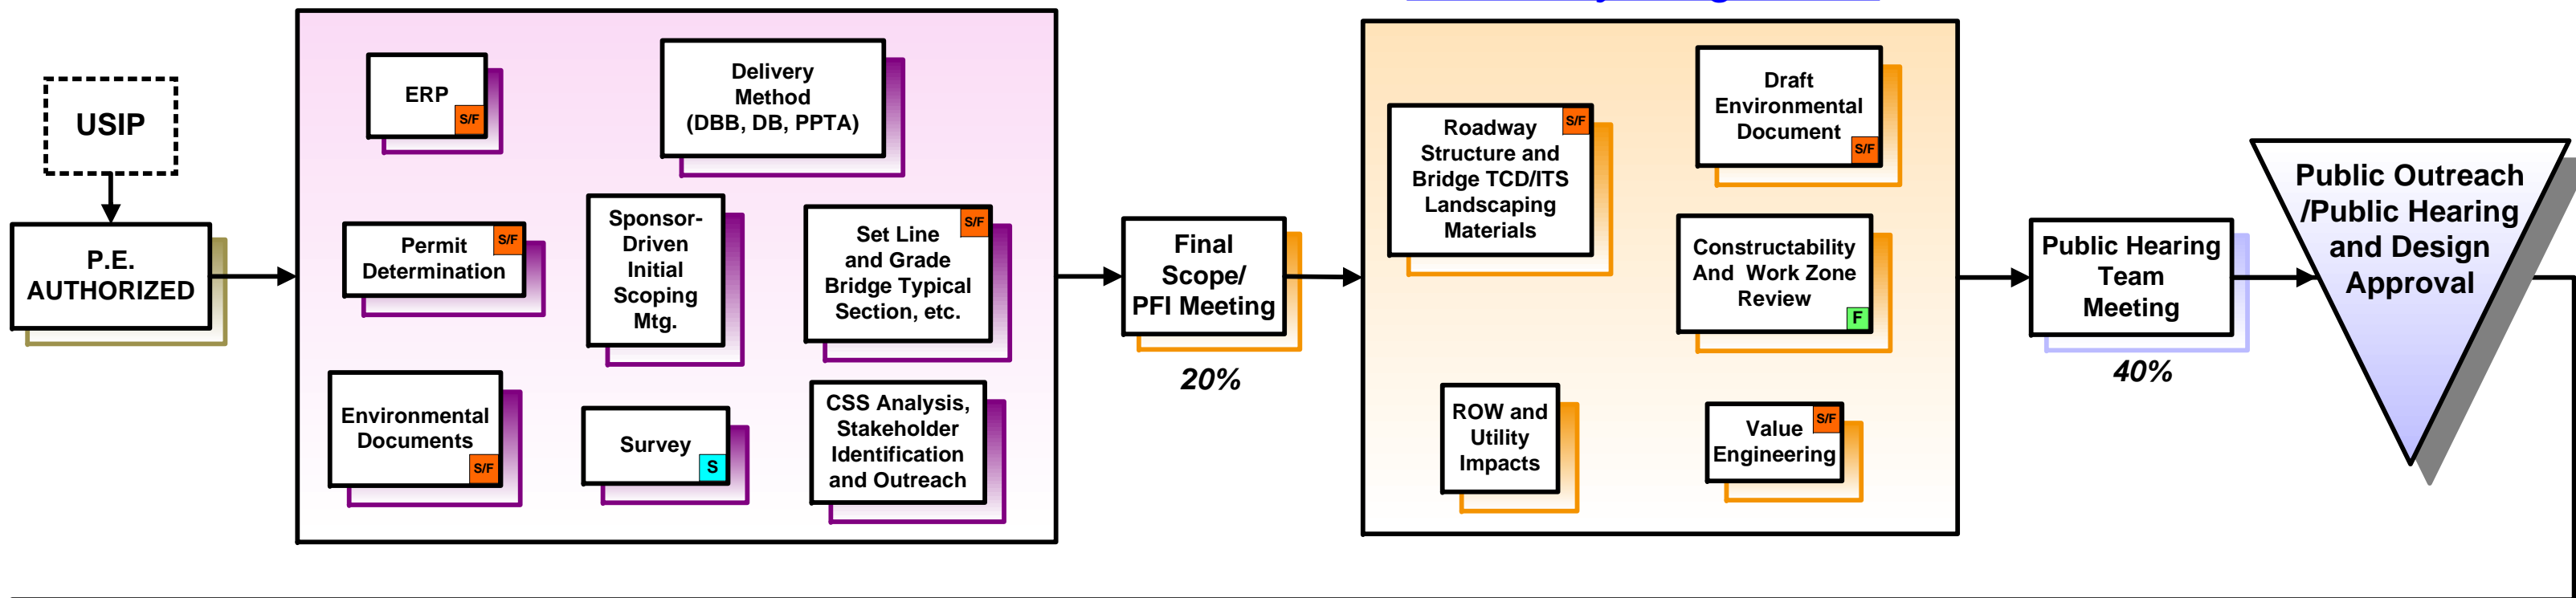 USIP
P.E.
AUTHORIZED
ERP
S/F
Delivery
Method
(DBB, DB, PPTA)
Permit
Determination
S/F
Sponsor-
Driven
Initial
Scoping
Mtg.
Set Line
and Grade
Bridge Typical
Section, etc.
S/F
Environmental
Documents
S/F
Survey
S
CSS Analysis,
Stakeholder
Identification
and Outreach
Final
Scope/
PFI Meeting
20%
Roadway
Structure and
Bridge TCD/ITS
Landscaping
Materials
S/F
Draft
Environmental
Document
S/F
Constructability
And  Work Zone
Review
F
ROW and
Utility
Impacts
Value
Engineering
S/F
Public Hearing
Team
Meeting
40%
Public Outreach
/Public Hearing
and Design
Approval